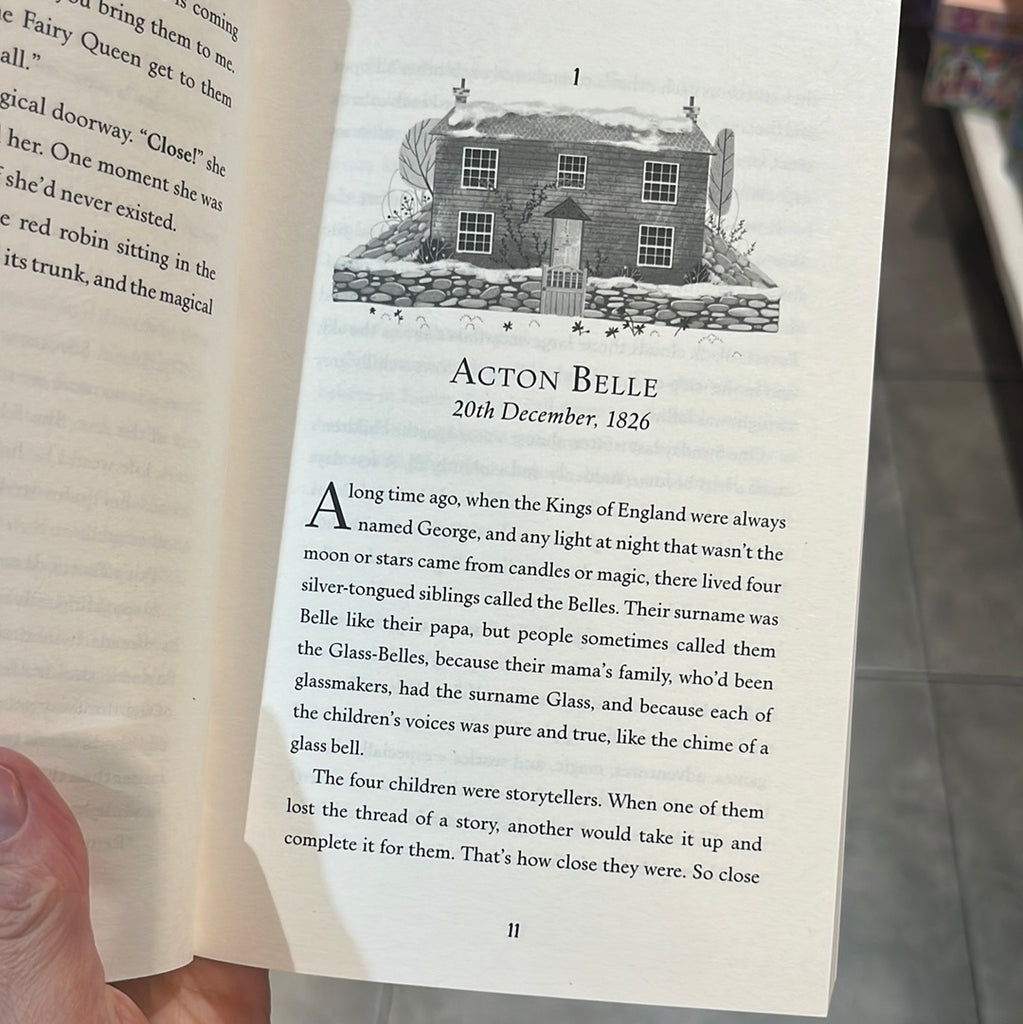 is coming
you bring them to me.
e Fairy Queen get to them
all.”
gical doorway. “Close!” she
her. One moment she was
she’d never existed.
e red robin sitting in the
its trunk, and the magical
1
ACTON BELLE
20th December, 1826
A long time ago, when the Kings of England were always
named George, and any light at night that wasn’t the
moon or stars came from candles or magic, there lived four
silver-tongued siblings called the Belles. Their surname was
Belle like their papa, but people sometimes called them
the Glass-Belles, because their mama’s family, who’d been
glassmakers, had the surname Glass, and because each of
the children’s voices was pure and true, like the chime of a
glass bell.
The four children were storytellers. When one of them
lost the thread of a story, another would take it up and
complete it for them. That’s how close they were. So close
11